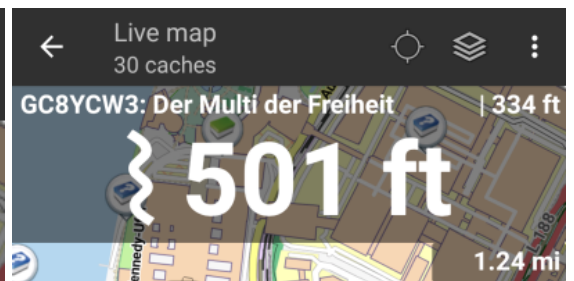 Live map
30 caches
GC8YCW3: Der Multi der Freiheit | 334 ft
501 ft
1.24 mi